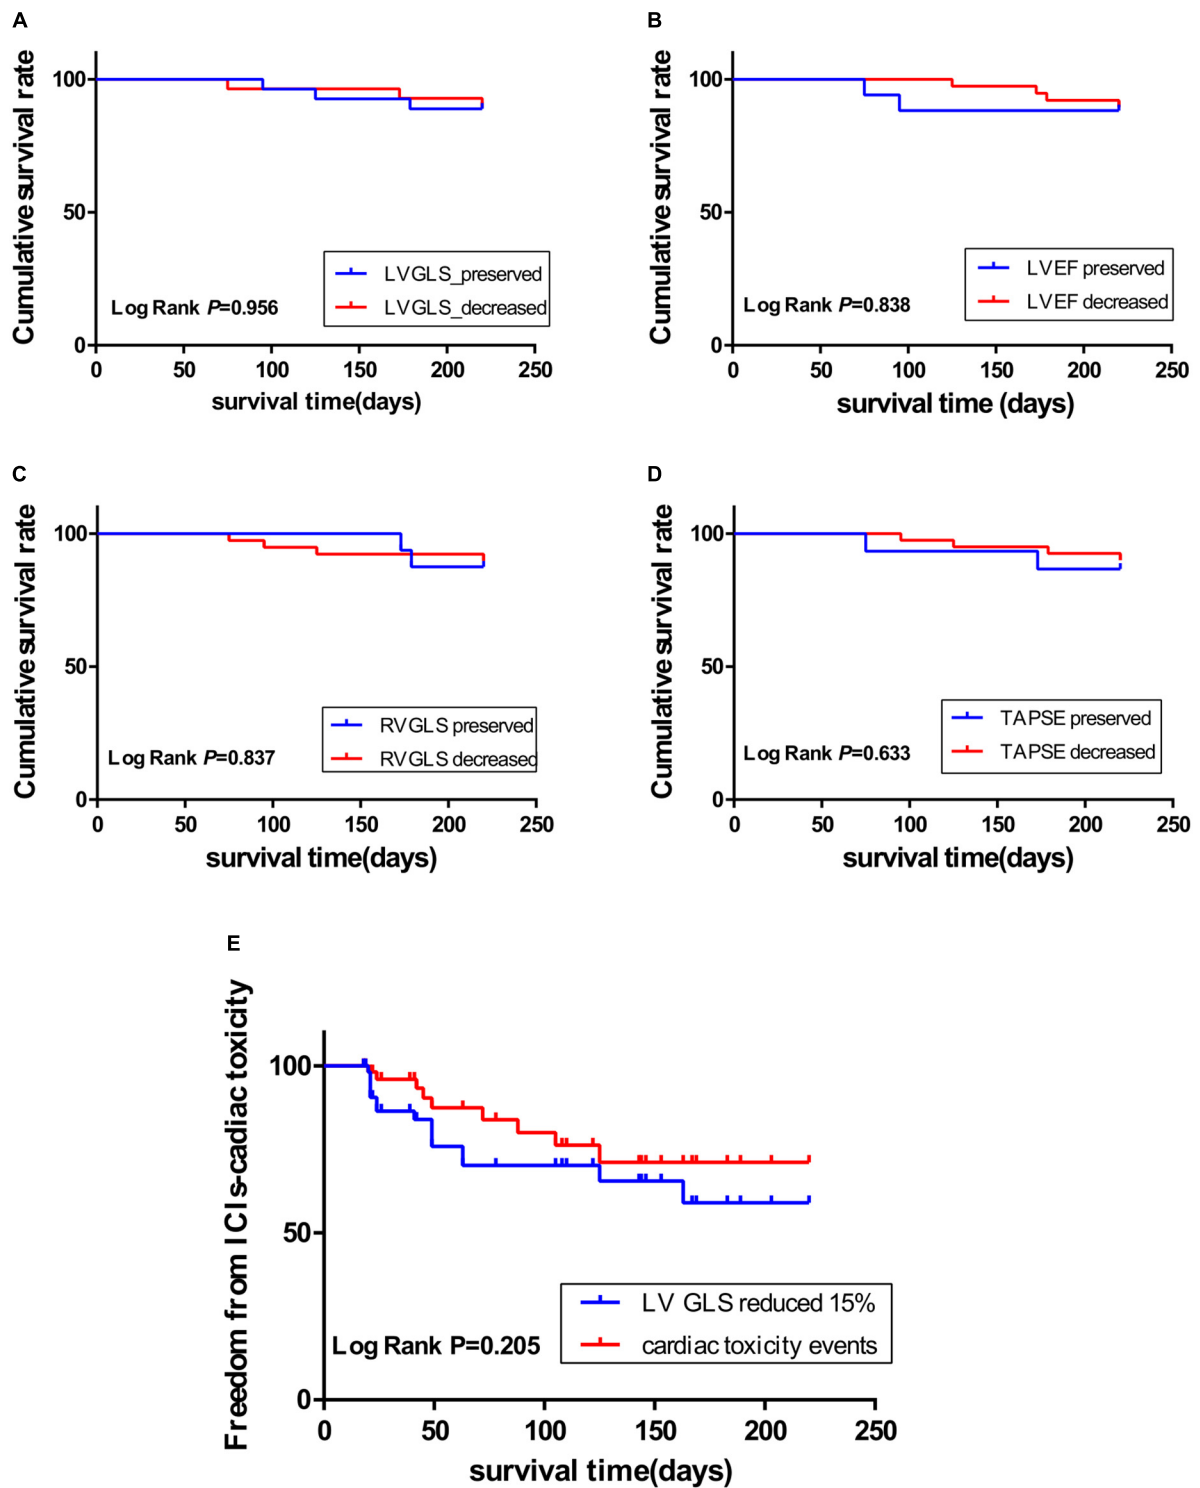 A
Cumulative survival rate
100
50
0
LVGLS_preserved
LVGLS_decreased
Log Rank P=0.956
0 50 100 150 200 250
survival time(days)
B
Cumulative survival rate
100
50
0
LVEF preserved
LVEF decreased
Log Rank P=0.838
0 50 100 150 200 250
survival time (days)
C
Cumulative survival rate
100
50
0
RVGLS preserved
RVGLS decreased
Log Rank P=0.837
0 50 100 150 200 250
survival time(days)
D
Cumulative survival rate
100
50
0
TAPSE preserved
TAPSE decreased
Log Rank P=0.633
0 50 100 150 200 250
survival time(days)
E
Freedom from ICIs-cadiac toxicity
100
50
0
LV GLS reduced 15%
cardiac toxicity events
Log Rank P=0.205
0 50 100 150 200 250
survival time(days)